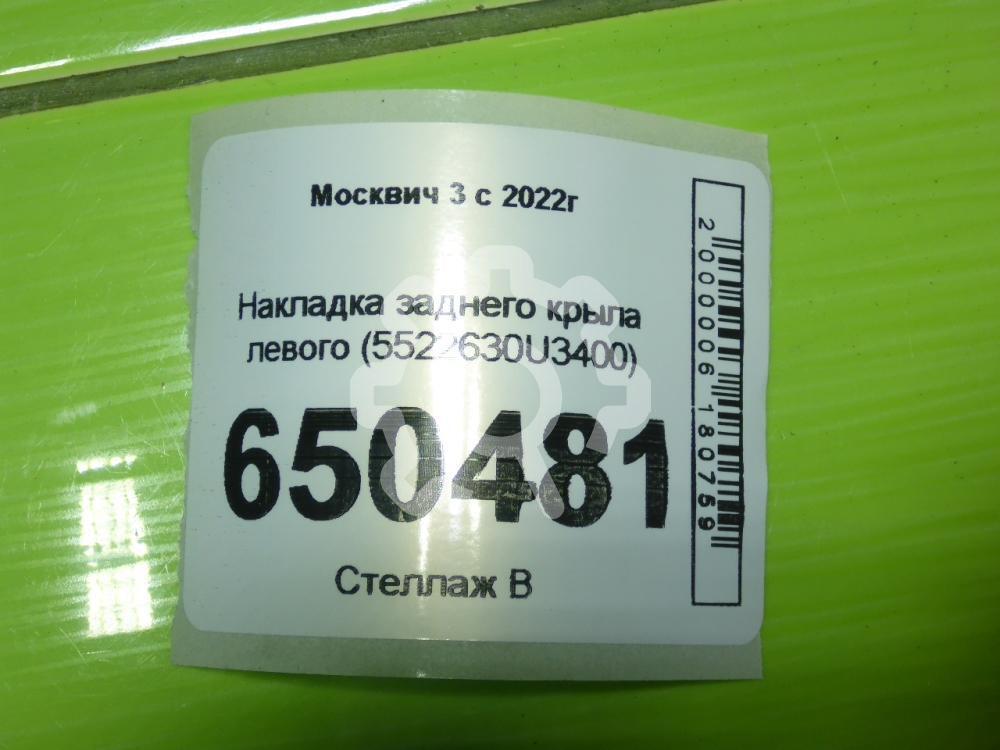 Москвич 3 с 2022г
Накладка заднего крыла
левого (5522630U3400)
650481
Стеллаж В
2000006180759